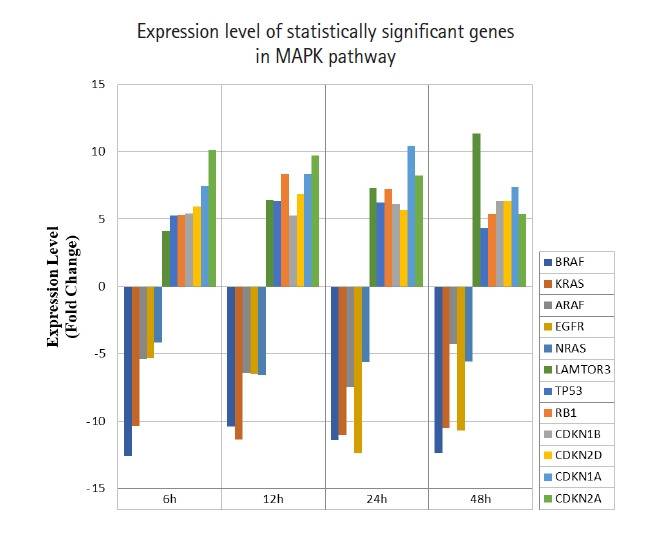 Expression level of statistically significant genes
in MAPK pathway
15
10
5
0
-5
-10
-15
Expression Level
(Fold Change)
6h
12h
24h
48h
BRAF
KRAS
ARAF
EGFR
NRAS
LAMTOR3
TP53
RB1
CDKN1B
CDKN2D
CDKN1A
CDKN2A